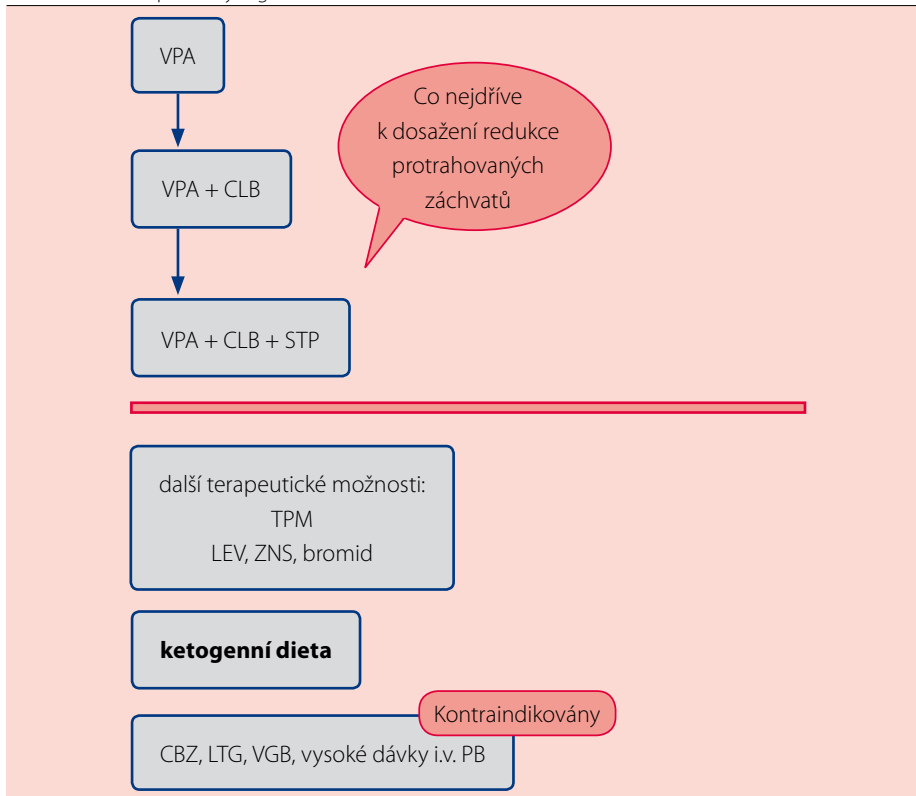 VPA
Co nejdříve
k dosažení redukce
protrahovaných
záchvatů
VPA + CLB
VPA + CLB + STP
další terapeutické možnosti:
TPM
LEV, ZNS, bromid
ketogenní dieta
Kontraindikovány
CBZ, LTG, VGB, vysoké dávky i.v. PB